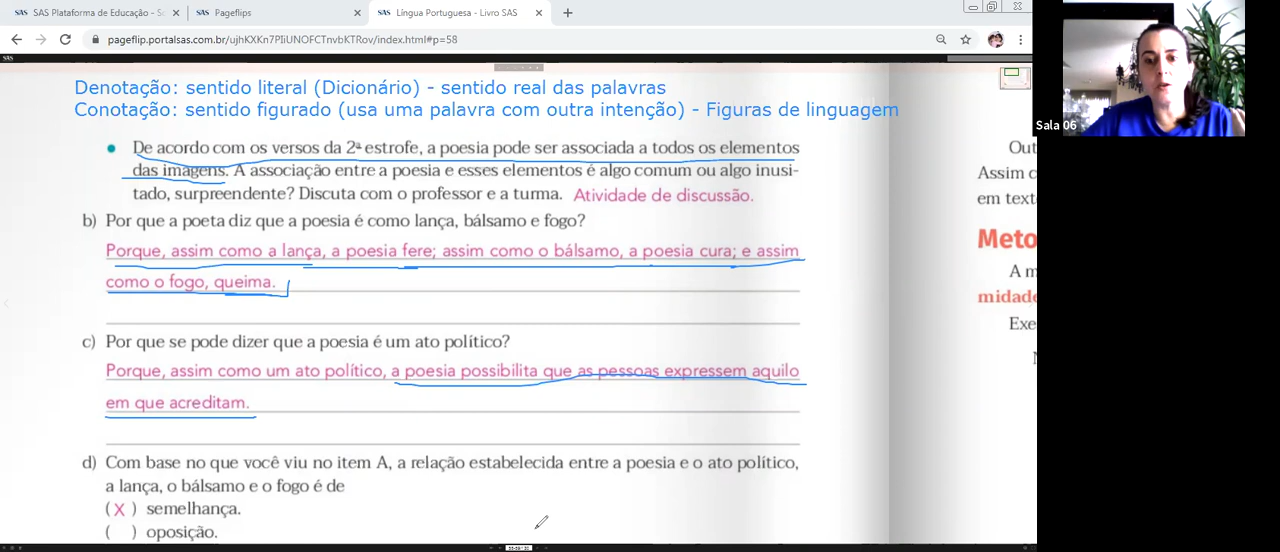 SAS Plataforma de Educação - S
SAS Pageflips
SAS Língua Portuguesa - Livro SAS
pageflip.portalsas.com.br/ujhKXKn7PIiUNOFCTnvbKTRov/index.html#p=58
SAS
Denotação: sentido literal (Dicionário) - sentido real das palavras
Conotação: sentido figurado (usa uma palavra com outra intenção) - Figuras de linguagem
Sala 06
De acordo com os versos da 2ª estrofe, a poesia pode ser associada a todos os elementos
das imagens. A associação entre a poesia e esses elementos é algo comum ou algo inusi-
tado, surpreendente? Discuta com o professor e a turma. Atividade de discussão.
b) Por que a poeta diz que a poesia é como lança, bálsamo e fogo?
Porque, assim como a lança, a poesia fere; assim como o bálsamo, a poesia cura; e assim
como o fogo, queima.
c) Por que se pode dizer que a poesia é um ato político?
Porque, assim como um ato político, a poesia possibilita que as pessoas expressem aquilo
em que acreditam.
d) Com base no que você viu no item A, a relação estabelecida entre a poesia e o ato político,
a lança, o bálsamo e o fogo é de
( X ) semelhança.
( ) oposição.
Out
Assim c
em text
Meto
A m
midade
Exe